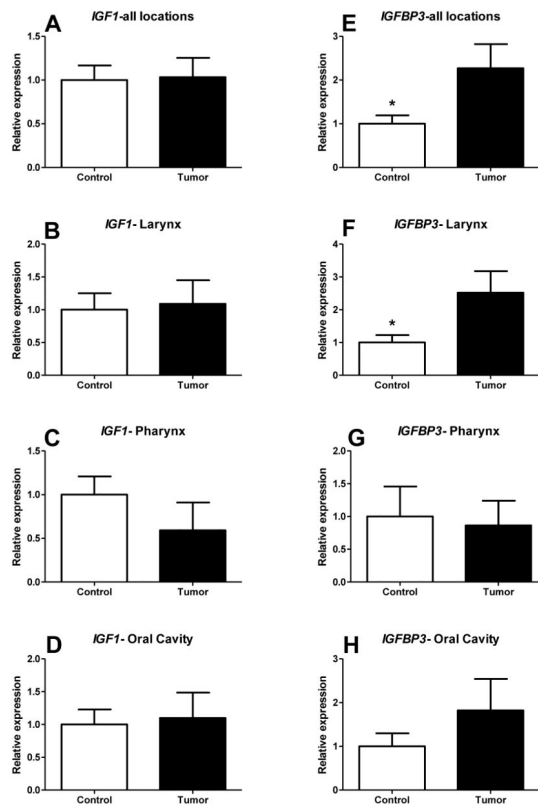 A
IGF1-all locations
Relative expression
1.5
1.0
0.5
0.0
Control
Tumor
E
IGFBP3-all locations
Relative expression
3
2
1
0
*
Control
Tumor
B
IGF1- Larynx
Relative expression
2.0
1.5
1.0
0.5
0.0
Control
Tumor
F
IGFBP3- Larynx
Relative expression
4
3
2
1
0
*
Control
Tumor
C
IGF1- Pharynx
Relative expression
1.5
1.0
0.5
0.0
Control
Tumor
G
IGFBP3- Pharynx
Relative expression
2.0
1.5
1.0
0.5
0.0
Control
Tumor
D
IGF1- Oral Cavity
Relative expression
2.0
1.5
1.0
0.5
0.0
Control
Tumor
H
IGFBP3- Oral Cavity
Relative expression
3
2
1
0
Control
Tumor